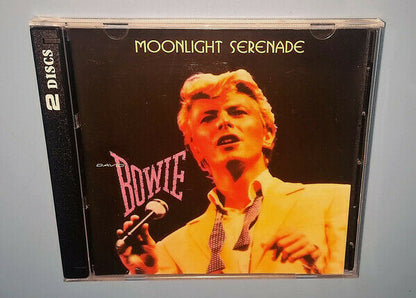 MOONLIGHT SERENADE
2 DISCS
DAVID
BOWIE